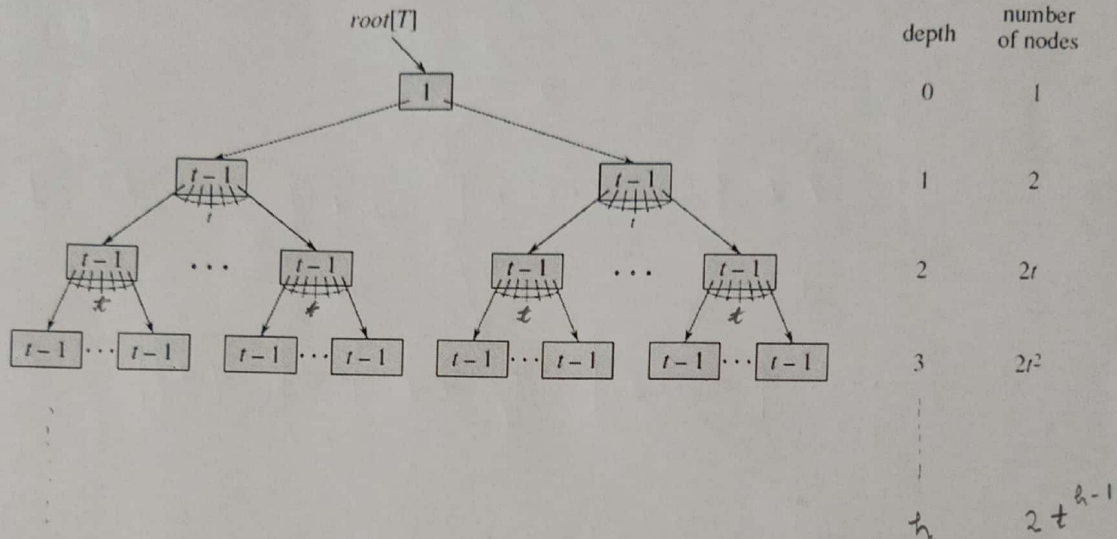 root[T]
depth number of nodes
1
0 1
t – 1 t – 1
1 2
t t
t – 1 ... t – 1 t – 1 ... t – 1
2 2t
t t t t
t – 1 ... t – 1 t – 1 ... t – 1 t – 1 ... t – 1 t – 1 ... t – 1
3 2t²
h 2 t^{h-1}